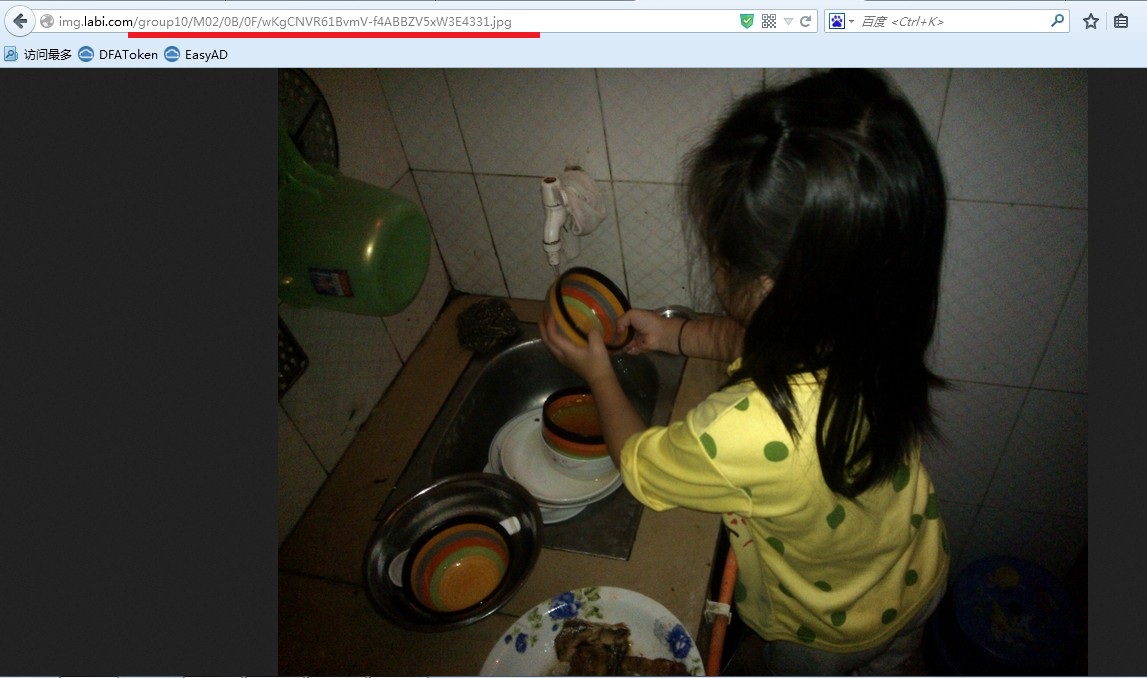 img.labi.com/group10/M02/0B/0F/wKgCNVR61BvmV-f4ABBZV5xW3E4331.jpg
百度 <Ctrl+K>
访问最多 DFAToken EasyAD